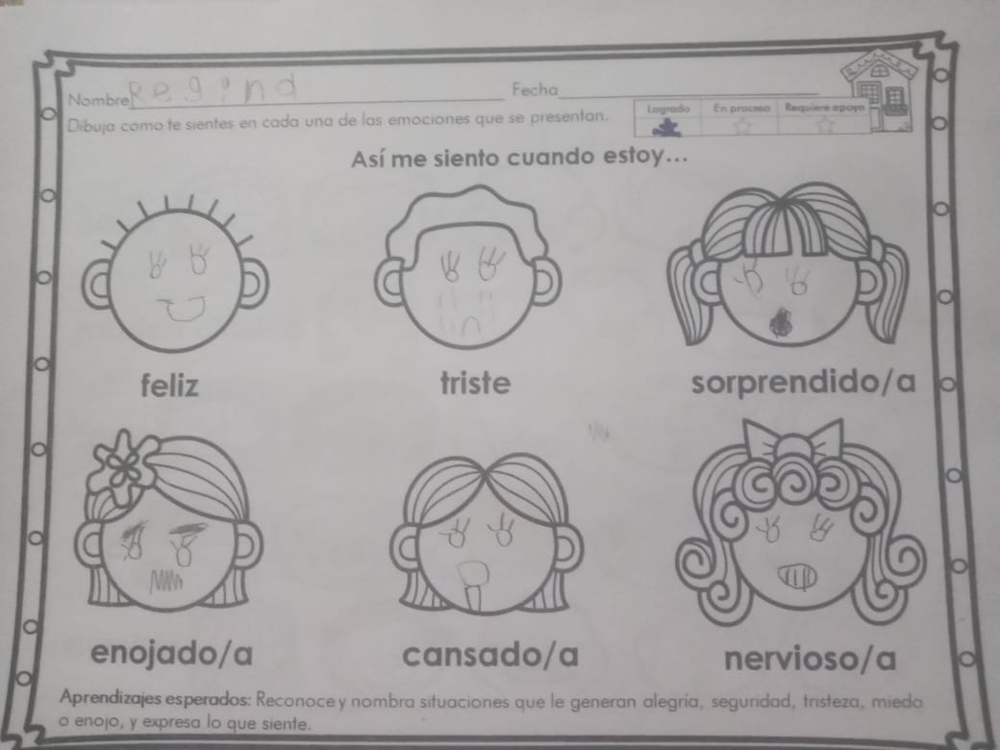 Nombre Regina Fecha
Dibuja como te sientes en cada una de las emociones que se presentan.
Logrado En proceso Requiere apoyo
Así me siento cuando estoy...
feliz triste sorprendido/a
enojado/a cansado/a nervioso/a
Aprendizajes esperados: Reconoce y nombra situaciones que le generan alegría, seguridad, tristeza, miedo
o enojo, y expresa lo que siente.